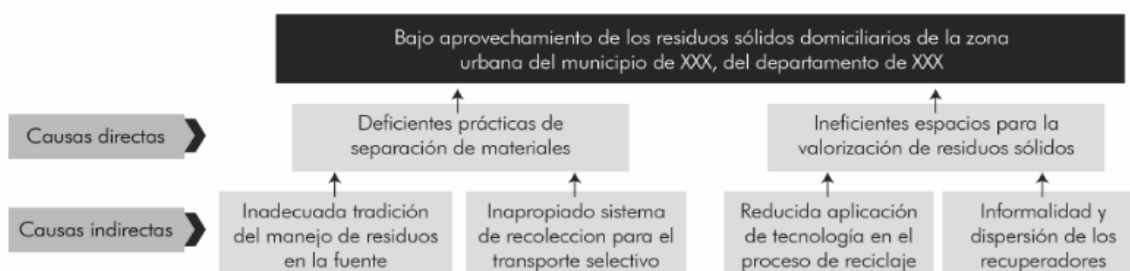 Bajo aprovechamiento de los residuos sólidos domiciliarios de la zona
urbana del municipio de XXX, del departamento de XXX
Causas directas
Deficientes prácticas de
separación de materiales
Ineficientes espacios para la
valorización de residuos sólidos
Causas indirectas
Inadecuada tradición
del manejo de residuos
en la fuente
Inapropiado sistema
de recoleccion para el
transporte selectivo
Reducida aplicación
de tecnología en el
proceso de reciclaje
Informalidad y
dispersión de los
recuperadores